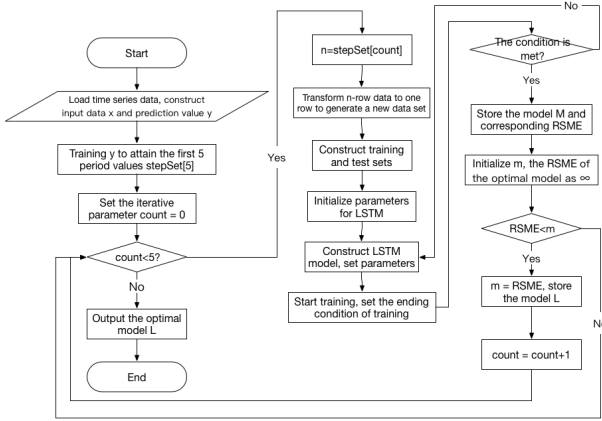 Start
Load time series data, construct
input data x and prediction value y
Training y to attain the first 5
period values stepSet[5]
Set the iterative
parameter count = 0
count<5?
No
Output the optimal
model L
End
Yes
n=stepSet[count]
Transform n-row data to one
row to generate a new data set
Construct training
and test sets
Initialize parameters
for LSTM
Construct LSTM
model, set parameters
Start training, set the ending
condition of training
No
The condition is
met?
Yes
Store the model M and
corresponding RSME
Initialize m, the RSME of
the optimal model as ∞
RSME<m
Yes
m = RSME, store
the model L
count = count+1